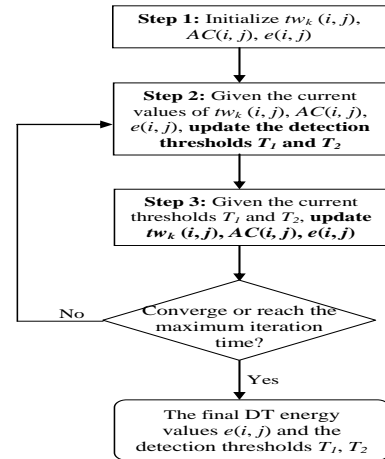 Step 1: Initialize tw_k (i, j),
AC(i, j), e(i, j)
Step 2: Given the current
values of tw_k (i, j), AC(i, j),
e(i, j), update the detection
thresholds T_1 and T_2
Step 3: Given the current
thresholds T_1 and T_2, update
tw_k (i, j), AC(i, j), e(i, j)
No
Converge or reach the
maximum iteration
time?
Yes
The final DT energy
values e(i, j) and the
detection thresholds T_1, T_2